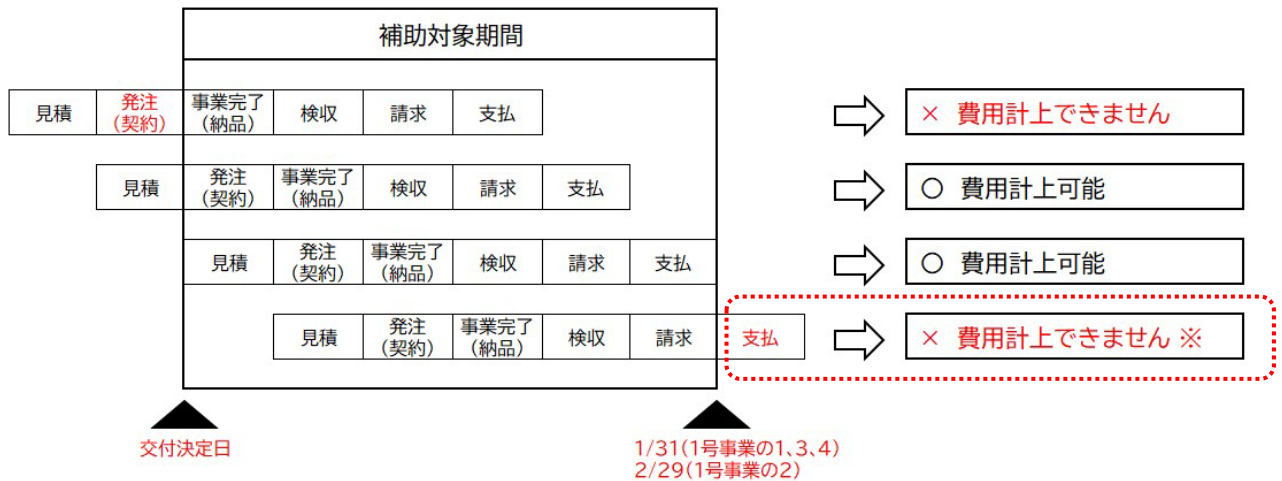 補助対象期間
見積 発注 事業完了 検収 請求 支払 × 費用計上できません
(契約) (納品)
見積 発注 事業完了 検収 請求 支払 ○ 費用計上可能
(契約) (納品)
見積 発注 事業完了 検収 請求 支払 ○ 費用計上可能
(契約) (納品)
見積 発注 事業完了 検収 請求 支払 × 費用計上できません ※
(契約) (納品)
交付決定日 1/31(1号事業の1、3、4)
2/29(1号事業の2)